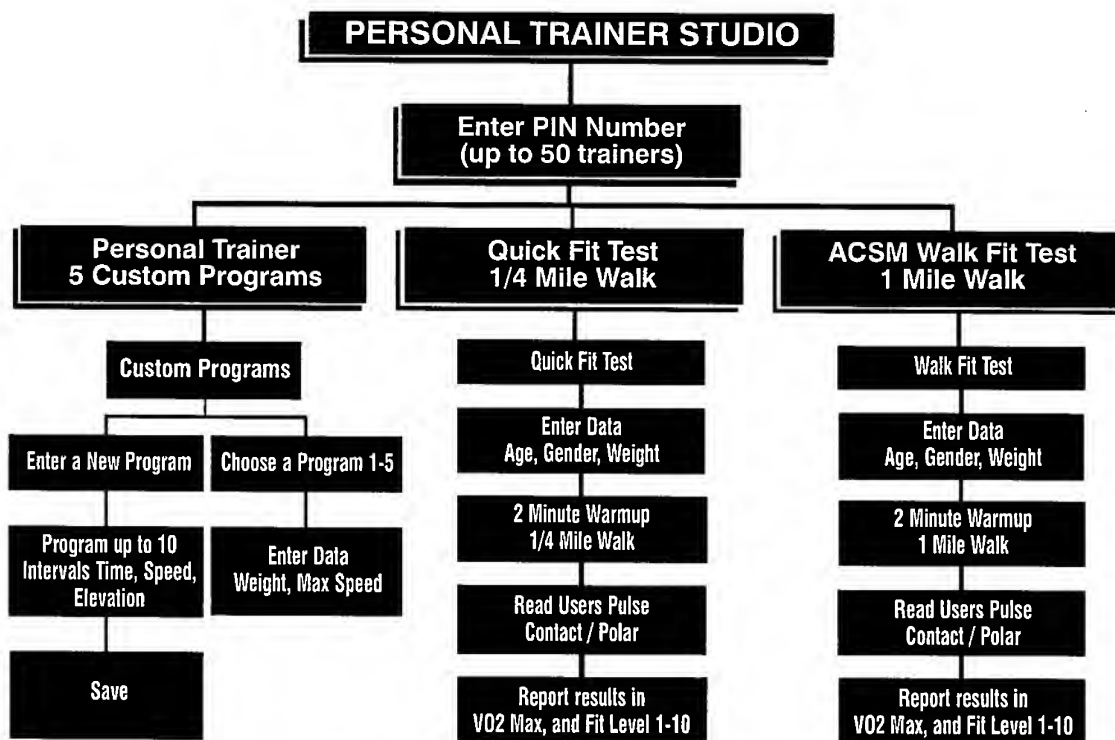 PERSONAL TRAINER STUDIO
Enter PIN Number
(up to 50 trainers)
Personal Trainer
5 Custom Programs
Custom Programs
Enter a New Program
Program up to 10
Intervals Time, Speed,
Elevation
Save
Choose a Program 1-5
Enter Data
Weight, Max Speed
Quick Fit Test
1/4 Mile Walk
Quick Fit Test
Enter Data
Age, Gender, Weight
2 Minute Warmup
1/4 Mile Walk
Read Users Pulse
Contact / Polar
Report results in
VO2 Max, and Fit Level 1-10
ACSM Walk Fit Test
1 Mile Walk
Walk Fit Test
Enter Data
Age, Gender, Weight
2 Minute Warmup
1 Mile Walk
Read Users Pulse
Contact / Polar
Report results in
VO2 Max, and Fit Level 1-10